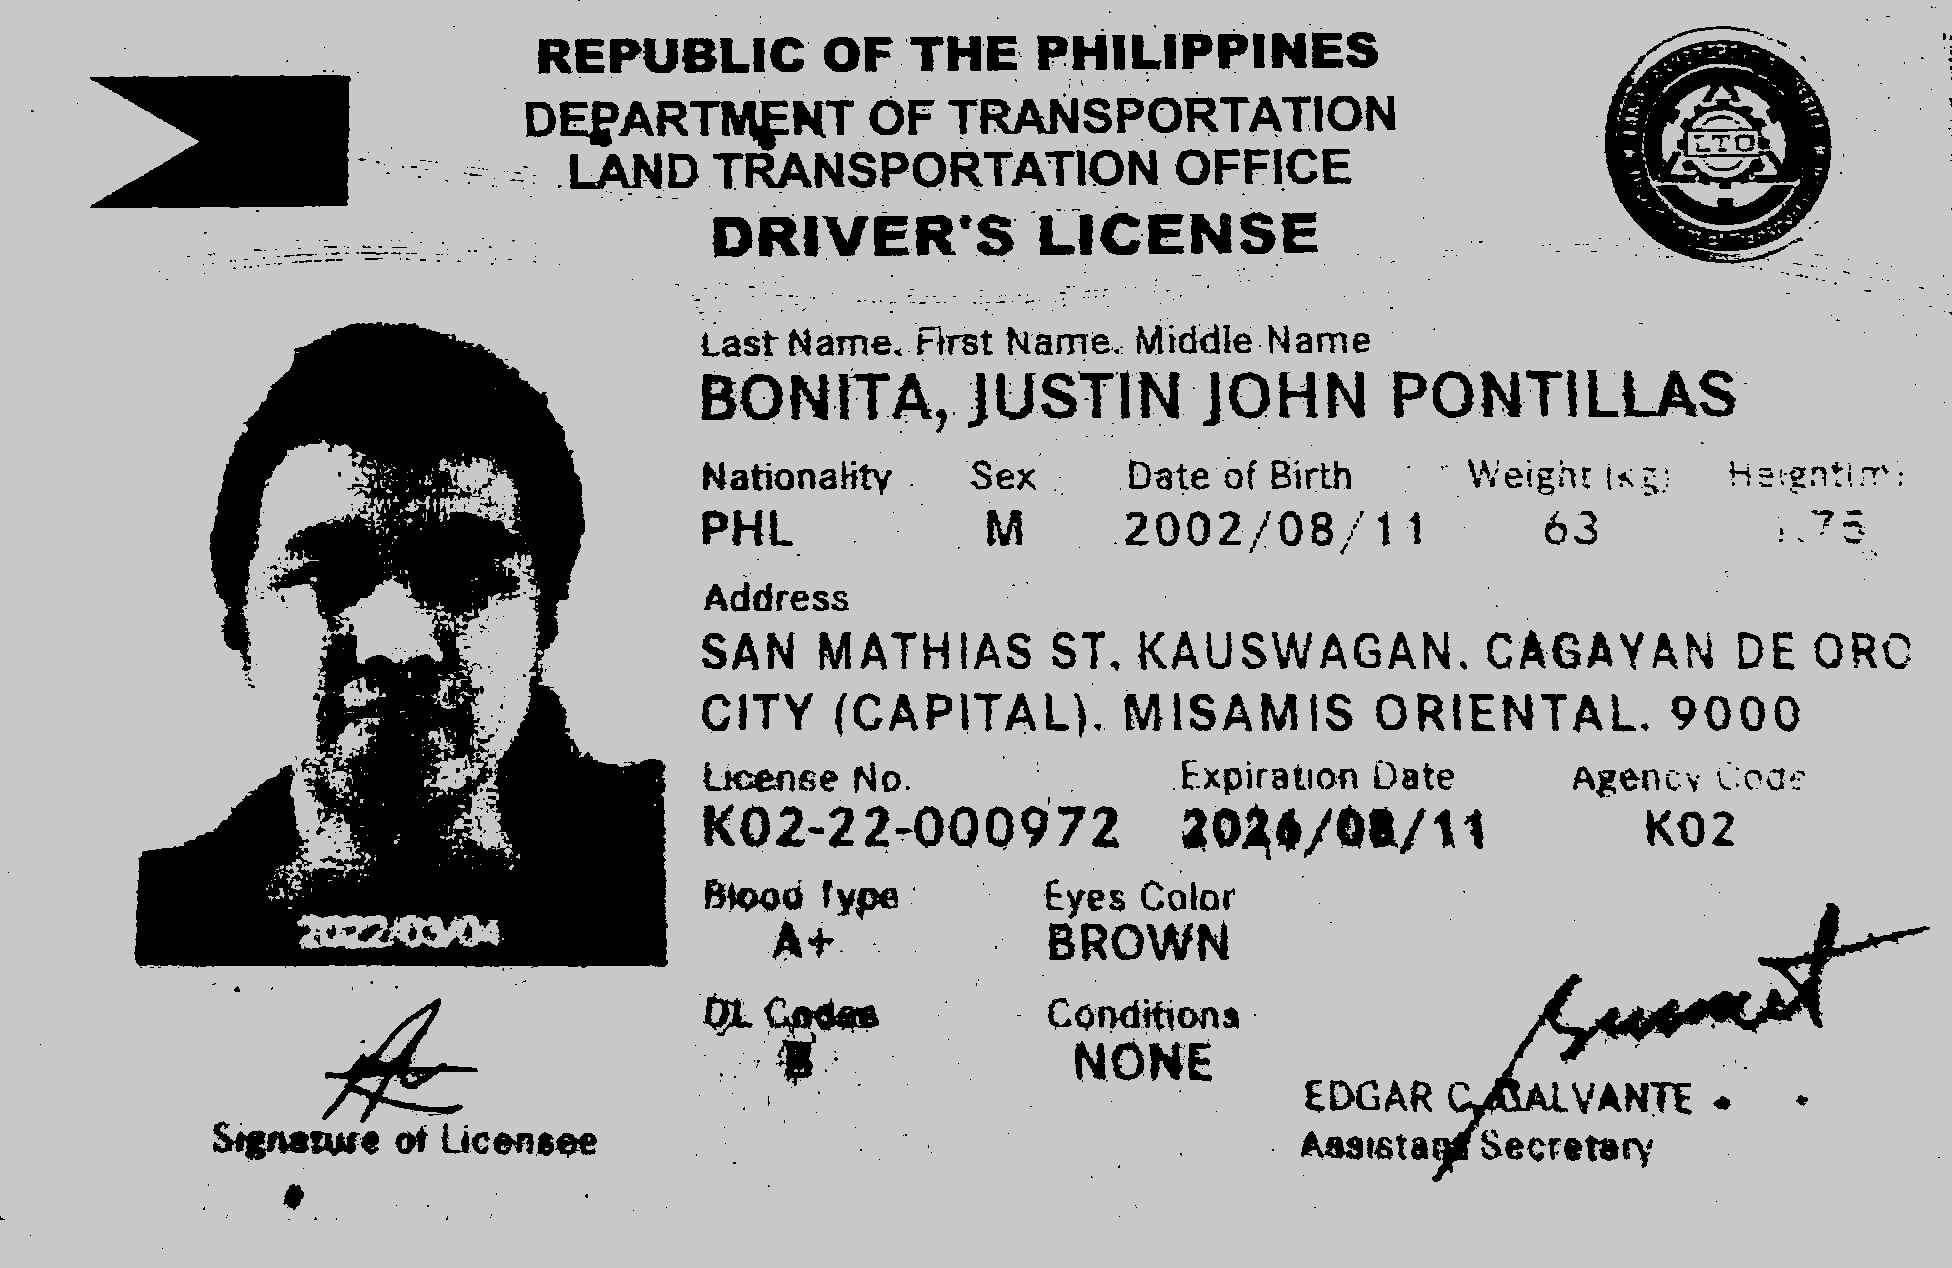 REPUBLIC OF THE PHILIPPINES
DEPARTMENT OF TRANSPORTATION
LAND TRANSPORTATION OFFICE
DRIVER'S LICENSE
LTO
Last Name, First Name, Middle Name
BONITA, JUSTIN JOHN PONTILLAS
Nationality Sex Date of Birth Weight (kg) Height(m)
PHL M 2002/08/11 63
Address
SAN MATHIAS ST, KAUSWAGAN, CAGAYAN DE ORO
CITY (CAPITAL), MISAMIS ORIENTAL, 9000
License No. Expiration Date Agency Code
K02-22-000972 2026/08/11 K02
Blood Type Eyes Color
A+ BROWN
2022/03/04
DL Codes Conditions
B NONE
EDGAR C. GALVANTE
Assistant Secretary
Signature of Licensee